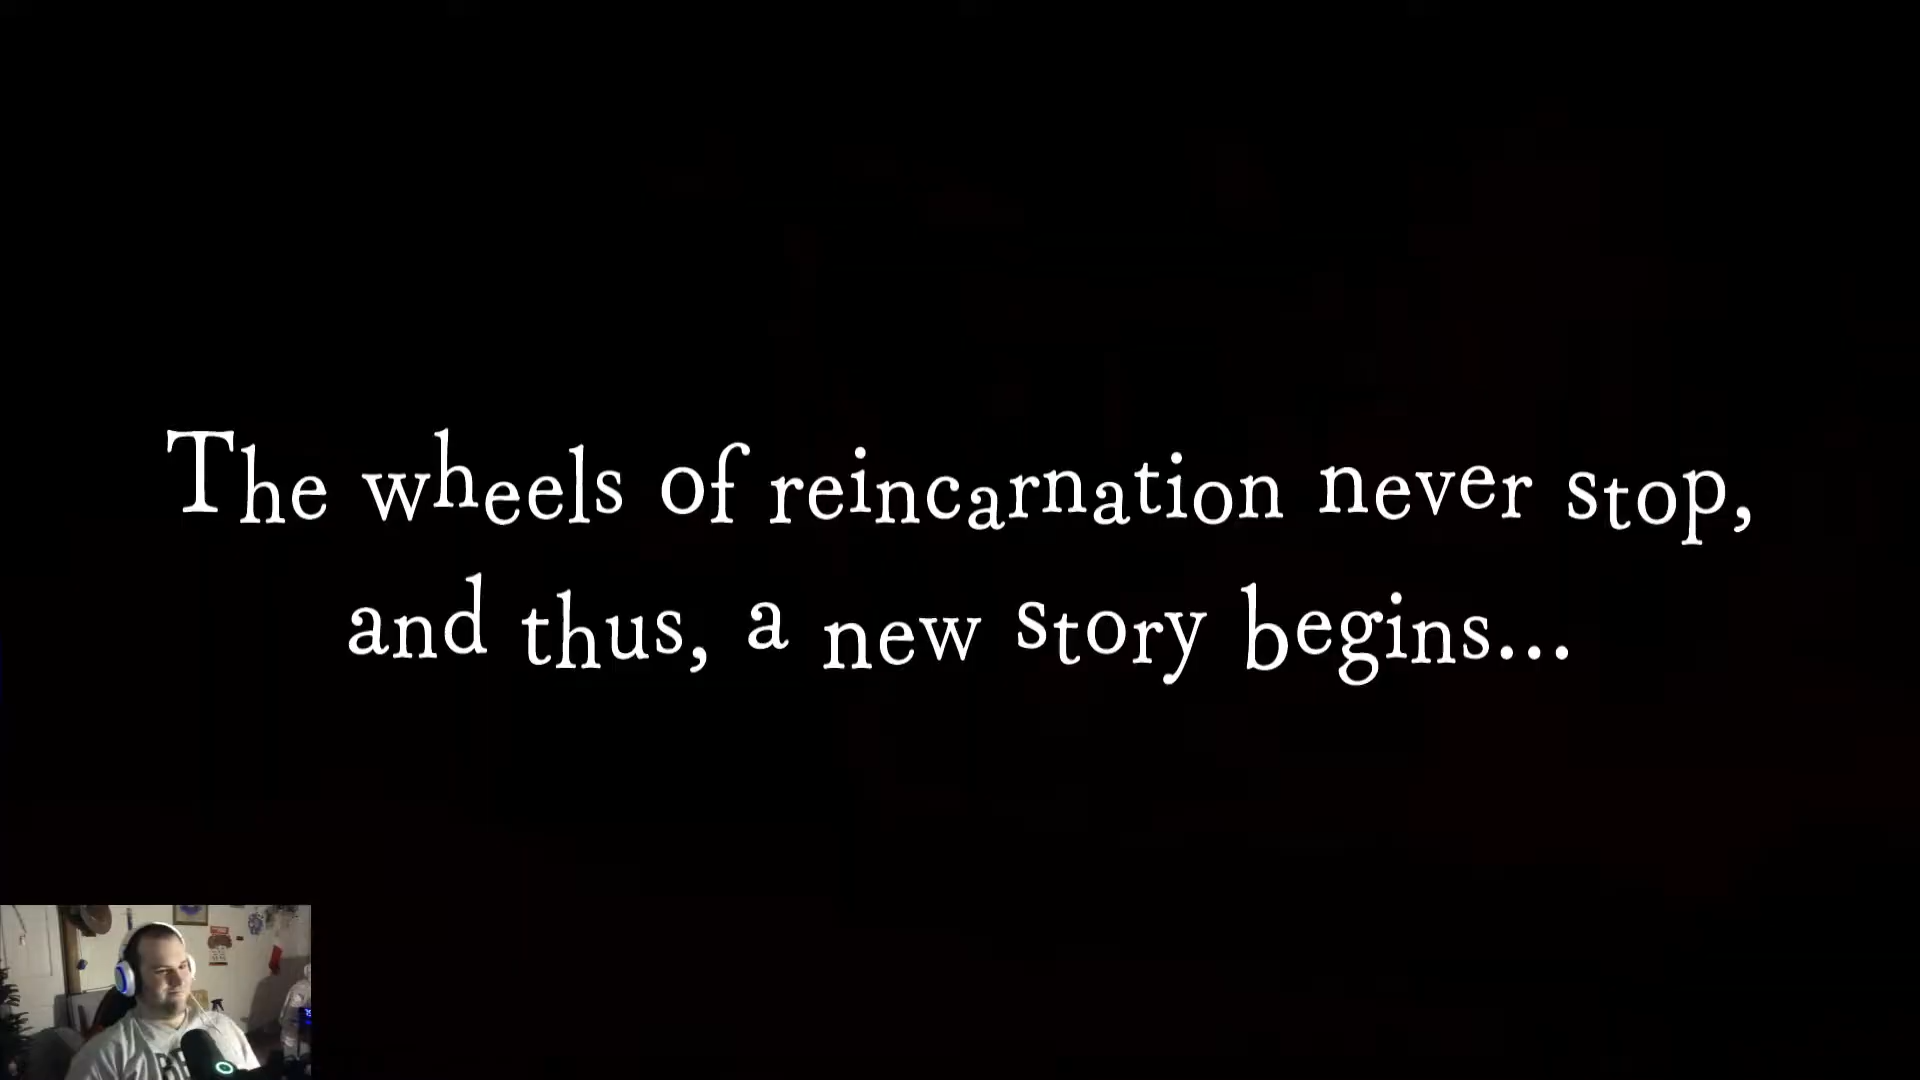 The wheels of reincarnation never stop,
and thus, a new story begins...